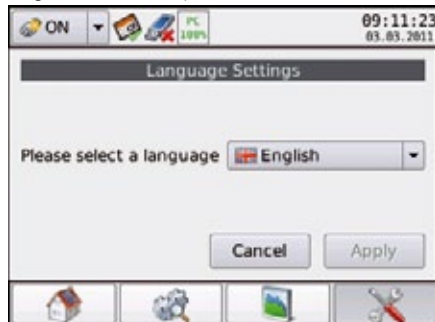 ON PC 100% 09:11:23
03.03.2011
Language Settings
Please select a language English
Cancel Apply